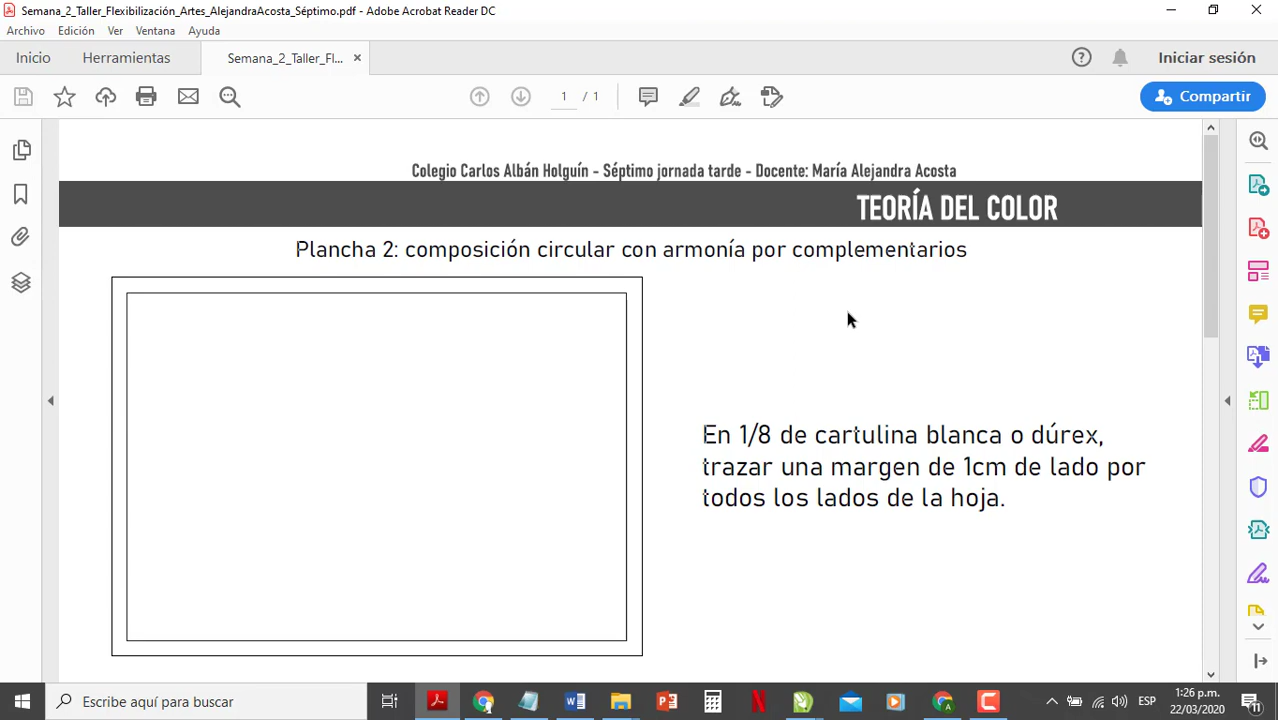 Semana_2_Taller_Flexibilización_Artes_AlejandraAcosta_Séptimo.pdf - Adobe Acrobat Reader DC
Archivo Edición Ver Ventana Ayuda
Inicio Herramientas Semana_2_Taller_Fl... Iniciar sesión
1 / 1 Compartir
Colegio Carlos Albán Holguín - Séptimo jornada tarde - Docente: María Alejandra Acosta
TEORÍA DEL COLOR
Plancha 2: composición circular con armonía por complementarios
En 1/8 de cartulina blanca o dúrex,
trazar una margen de 1cm de lado por
todos los lados de la hoja.
Escribe aquí para buscar
ESP
1:26 p.m.
22/03/2020
11